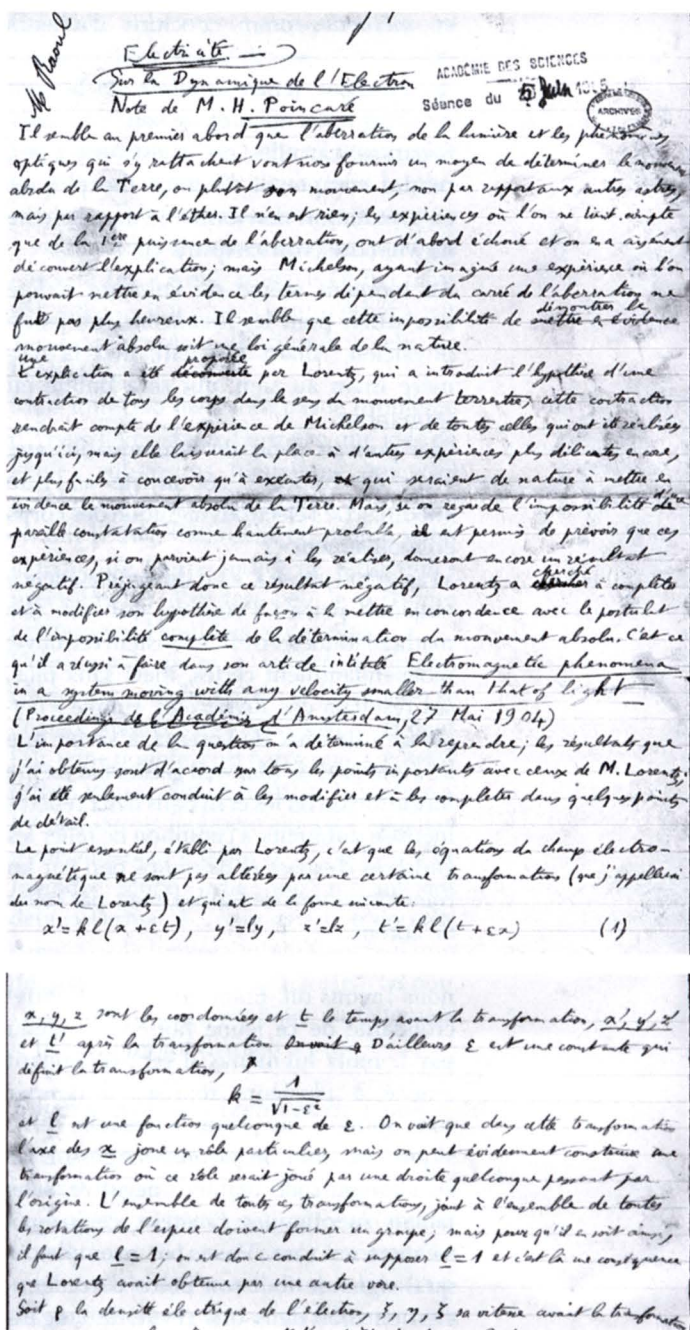 Mr Raoul
Electricité. —
Sur la Dynamique de l'Electron
Note de M. H. Poincaré
ACADÉMIE DES SCIENCES
Séance du 5 Juin
ARCHIVES
Il semble au premier abord que l'aberration de la lumière et les phénomènes
optiques qui s'y rattachent vont nous fournir un moyen de déterminer le mouvement
absolu de la Terre, ou plutôt son mouvement, non par rapport aux autres astres,
mais par rapport à l'éther. Il n'en est rien; les expériences où l'on ne tient compte
que de la 1ère puissance de l'aberration, ont d'abord échoué et on en a aisément
découvert l'explication; mais Michelson, ayant imaginé une expérience où l'on
pouvait mettre en évidence les termes dépendant du carré de l'aberration, ne
fut pas plus heureux. Il semble que cette impossibilité de mettre en évidence démontrer le
mouvement absolu soit une loi générale de la nature.
Une explication a été découverte proposée par Lorentz, qui a introduit l'hypothèse d'une
contraction de tous les corps dans le sens du mouvement terrestre; cette contraction
rendrait compte de l'expérience de Michelson et de toutes celles qui ont été réalisées
jusqu'ici, mais elle laisserait la place à d'autres expériences plus délicates encore,
et plus faciles à concevoir qu'à exécuter, qui seraient de nature à mettre en
évidence le mouvement absolu de la Terre. Mais, si on regarde l'impossibilité d'une
pareille constatation comme hautement probable, il est permis de prévoir que ces
expériences, si on parvient jamais à les réaliser, donneront encore un résultat
négatif. Préjugeant donc ce résultat négatif, Lorentz a cherché à compléter
et à modifier son hypothèse de façon à la mettre en concordance avec le postulat
de l'impossibilité complète de la détermination du mouvement absolu. C'est ce
qu'il a réussi à faire dans son article intitulé Electromagnetic phenomena
in a system moving with any velocity smaller than that of light
(Proceedings de l'Académie d'Amsterdam, 27 Mai 1904)
L'importance de la question m'a déterminé à la reprendre; les résultats que
j'ai obtenus sont d'accord sur tous les points importants avec ceux de M. Lorentz;
j'ai été seulement conduit à les modifier et à les compléter dans quelques points
de détail.
Le point essentiel, établi par Lorentz, c'est que les équations du champ électro-
magnétique ne sont pas altérées par une certaine transformation (que j'appellerai
du nom de Lorentz) et qui est de la forme suivante:
x'=kl(x+εt), y'=ly, z'=lz, t'=kl(t+εx) (1)
x, y, z sont les coordonnées et t le temps avant la transformation, x', y', z'
et t' après la transformation D'ailleurs ε est une constante qui
définit la transformation,
k = 1/√1-ε²
et l est une fonction quelconque de ε. On voit que dans cette transformation
l'axe des x joue un rôle particulier, mais on peut évidemment construire une
transformation où ce rôle serait joué par une droite quelconque passant par
l'origine. L'ensemble de toutes ces transformations, joint à l'ensemble de toutes
les rotations de l'espace doivent former un groupe; mais pour qu'il en soit ainsi,
il faut que l=1; on est donc conduit à supposer l=1 et c'est là une conséquence
que Lorentz avait obtenue par une autre voie.
Soit ρ la densité électrique de l'électron, ξ, η, ζ sa vitesse avant la transformation